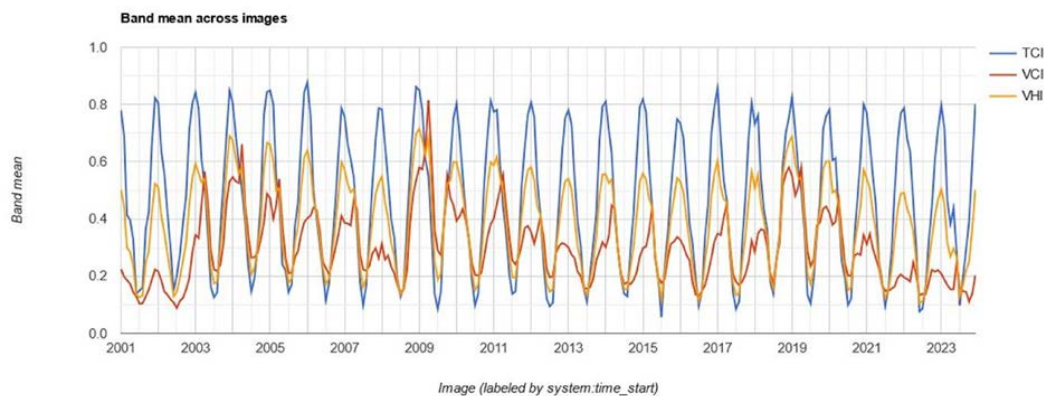 Band mean across images
1.0
0.8
0.6
0.4
0.2
0.0
Band mean
2001 2003 2005 2007 2009 2011 2013 2015 2017 2019 2021 2023
Image (labeled by system:time_start)
TCI
VCI
VHI